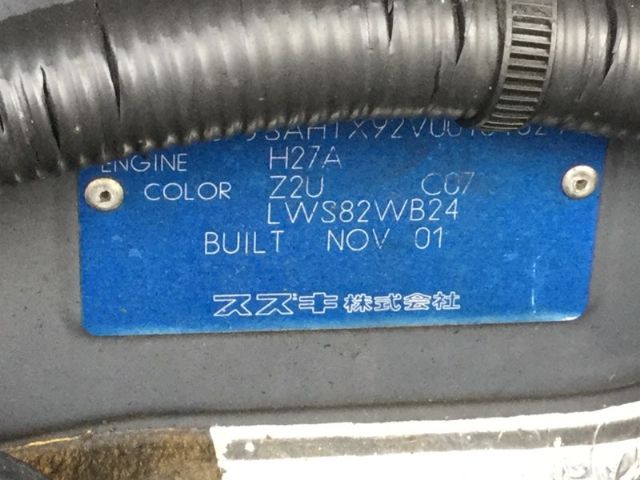 ENGINE H27A
COLOR Z2U C07
LWS82WB24
BUILT NOV 01
スズキ株式会社